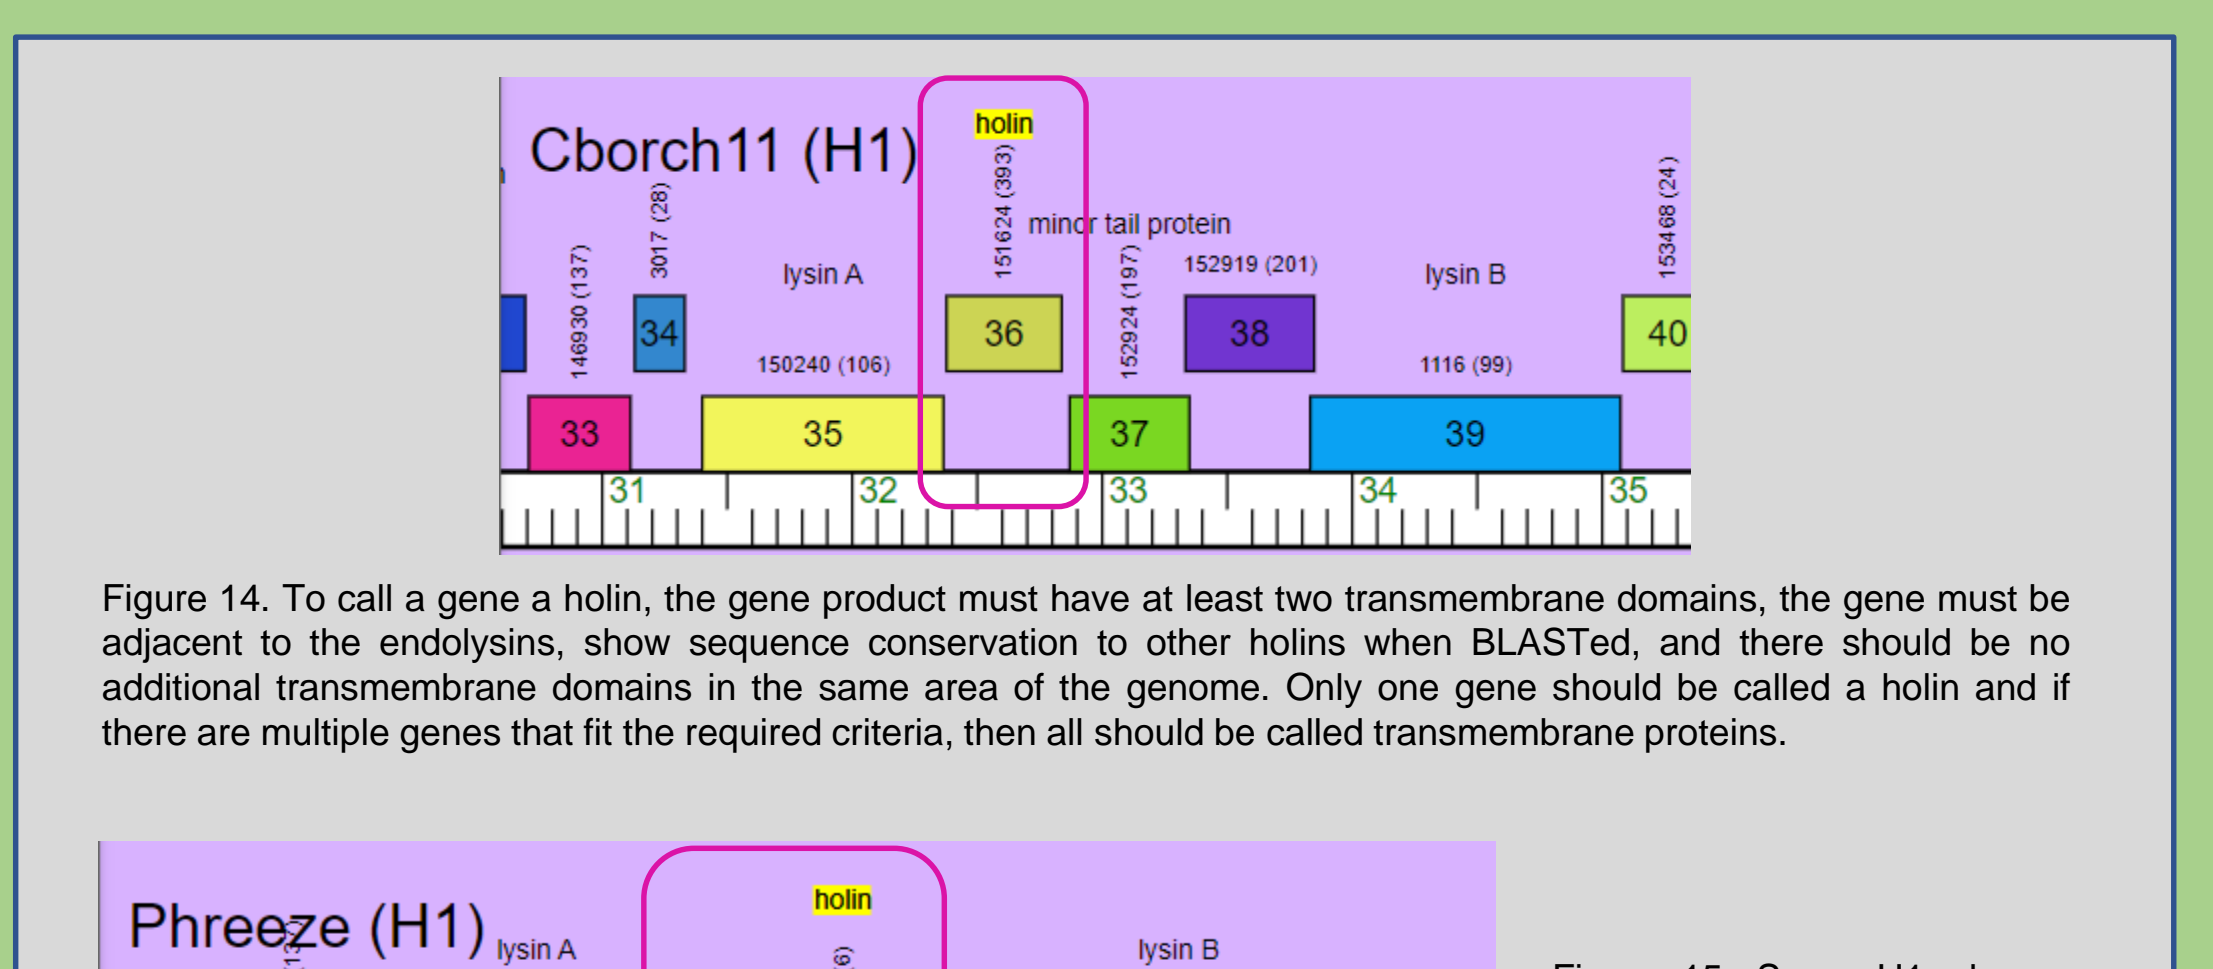 holin
Cborch11 (H1)
151624 (393)
153468 (24)
3017 (28)
minor tail protein
146930 (137)
lysin A
152924 (197)
152919 (201)
lysin B
34
36
38
40
150240 (106)
1116 (99)
33
35
37
39
31 32 33 34 35
Figure 14. To call a gene a holin, the gene product must have at least two transmembrane domains, the gene must be
adjacent to the endolysins, show sequence conservation to other holins when BLASTed, and there should be no
additional transmembrane domains in the same area of the genome. Only one gene should be called a holin and if
there are multiple genes that fit the required criteria, then all should be called transmembrane proteins.
holin
Phreeze (H1)
lysin A
lysin B